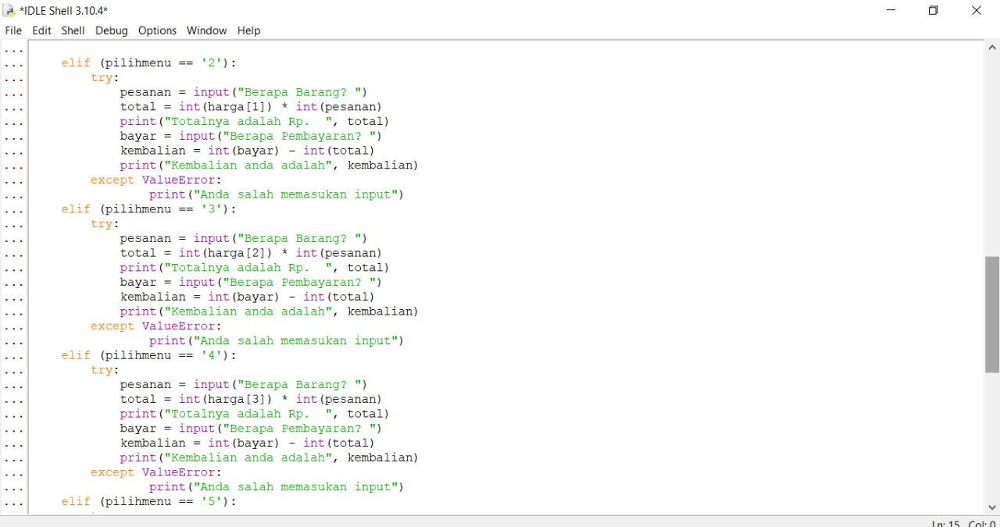 *IDLE Shell 3.10.4*
File Edit Shell Debug Options Window Help
...
... elif (pilihmenu == '2'):
... try:
... pesanan = input("Berapa Barang? ")
... total = int(harga[1]) * int(pesanan)
... print("Totalnya adalah Rp.  ", total)
... bayar = input("Berapa Pembayaran? ")
... kembalian = int(bayar) - int(total)
... print("Kembalian anda adalah", kembalian)
... except ValueError:
... print("Anda salah memasukan input")
... elif (pilihmenu == '3'):
... try:
... pesanan = input("Berapa Barang? ")
... total = int(harga[2]) * int(pesanan)
... print("Totalnya adalah Rp.  ", total)
... bayar = input("Berapa Pembayaran? ")
... kembalian = int(bayar) - int(total)
... print("Kembalian anda adalah", kembalian)
... except ValueError:
... print("Anda salah memasukan input")
... elif (pilihmenu == '4'):
... try:
... pesanan = input("Berapa Barang? ")
... total = int(harga[3]) * int(pesanan)
... print("Totalnya adalah Rp.  ", total)
... bayar = input("Berapa Pembayaran? ")
... kembalian = int(bayar) - int(total)
... print("Kembalian anda adalah", kembalian)
... except ValueError:
... print("Anda salah memasukan input")
... elif (pilihmenu == '5'):
Ln: 15 Col: 0